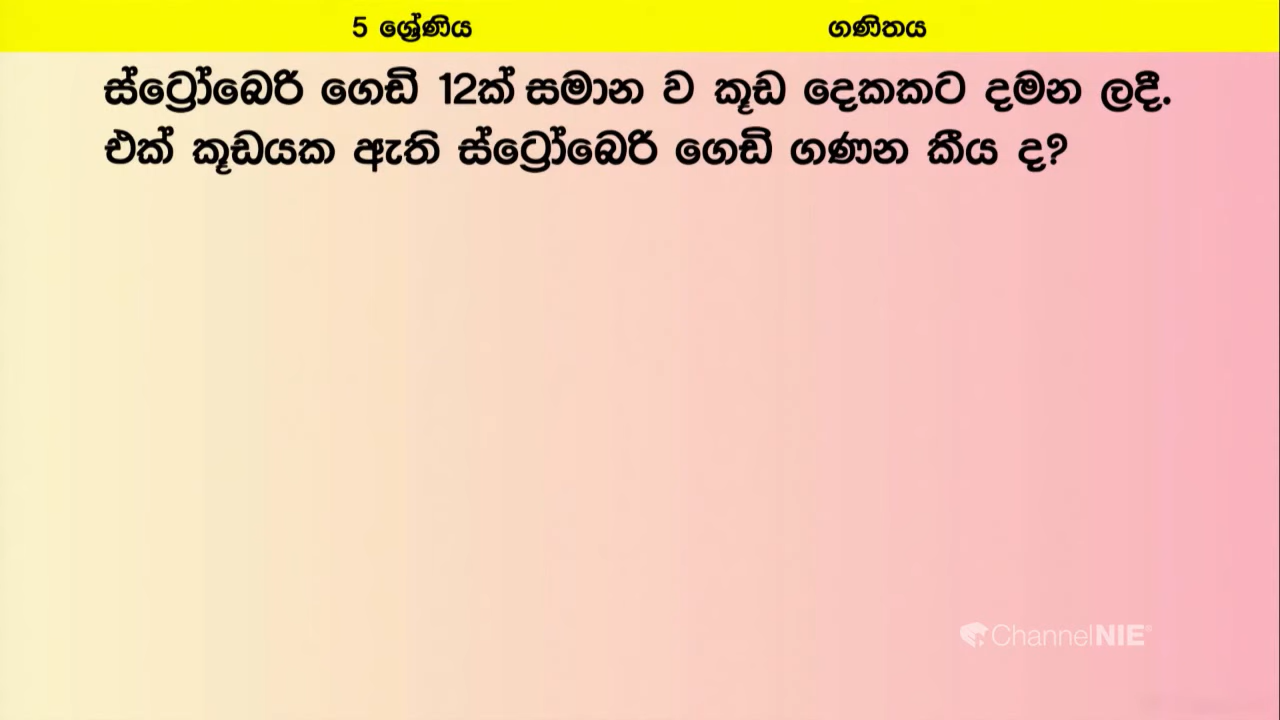 5 ශ්‍රේණිය ගණිතය
ස්ට්‍රෝබෙරි ගෙඩි 12ක් සමාන ව කූඩ දෙකකට දමන ලදී.
එක් කූඩයක ඇති ස්ට්‍රෝබෙරි ගෙඩි ගණන කීය ද?
ChannelNIE